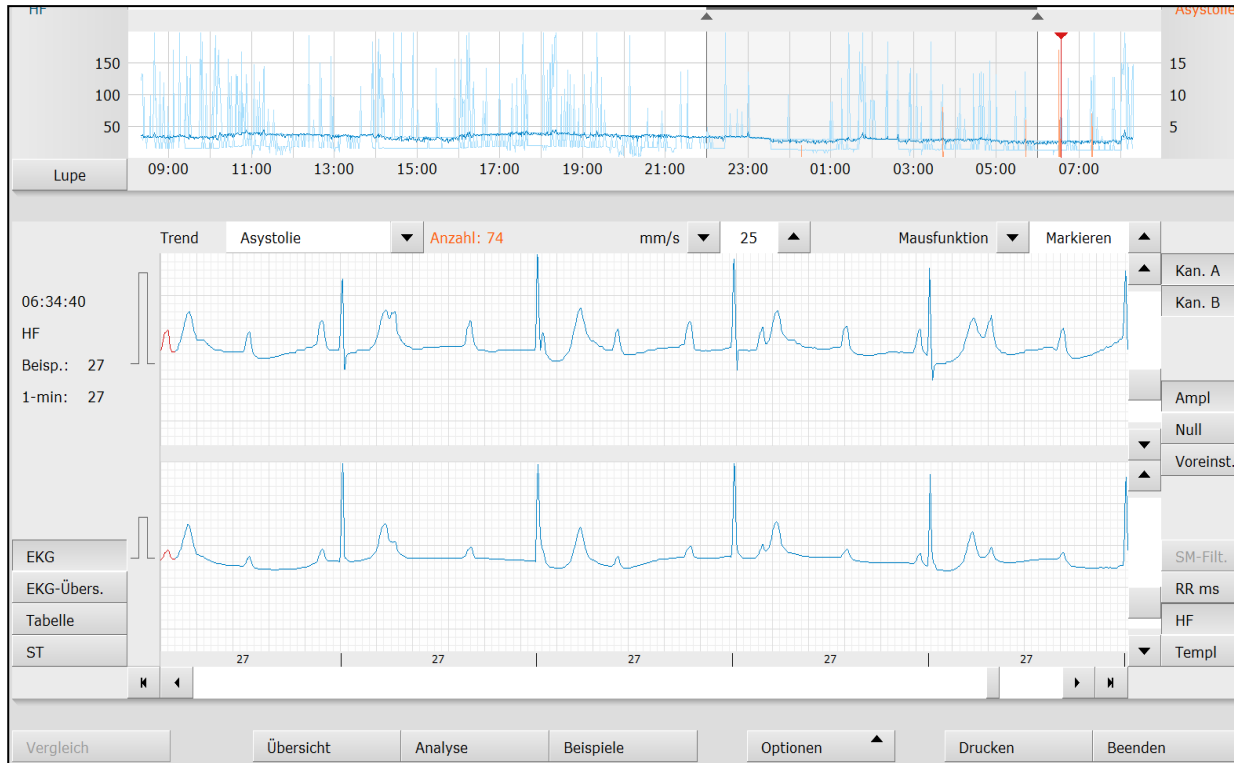 HF
Asystolie
150
100
50
15
10
5
Lupe
09:00 11:00 13:00 15:00 17:00 19:00 21:00 23:00 01:00 03:00 05:00 07:00
Trend Asystolie Anzahl: 74 mm/s 25 Mausfunktion Markieren
06:34:40
HF
Beisp.: 27
1-min: 27
Kan. A
Kan. B
Ampl
Null
Voreinst.
EKG
EKG-Übers.
Tabelle
ST
SM-Filt.
RR ms
HF
Templ
27 27 27 27 27
Vergleich Übersicht Analyse Beispiele Optionen Drucken Beenden